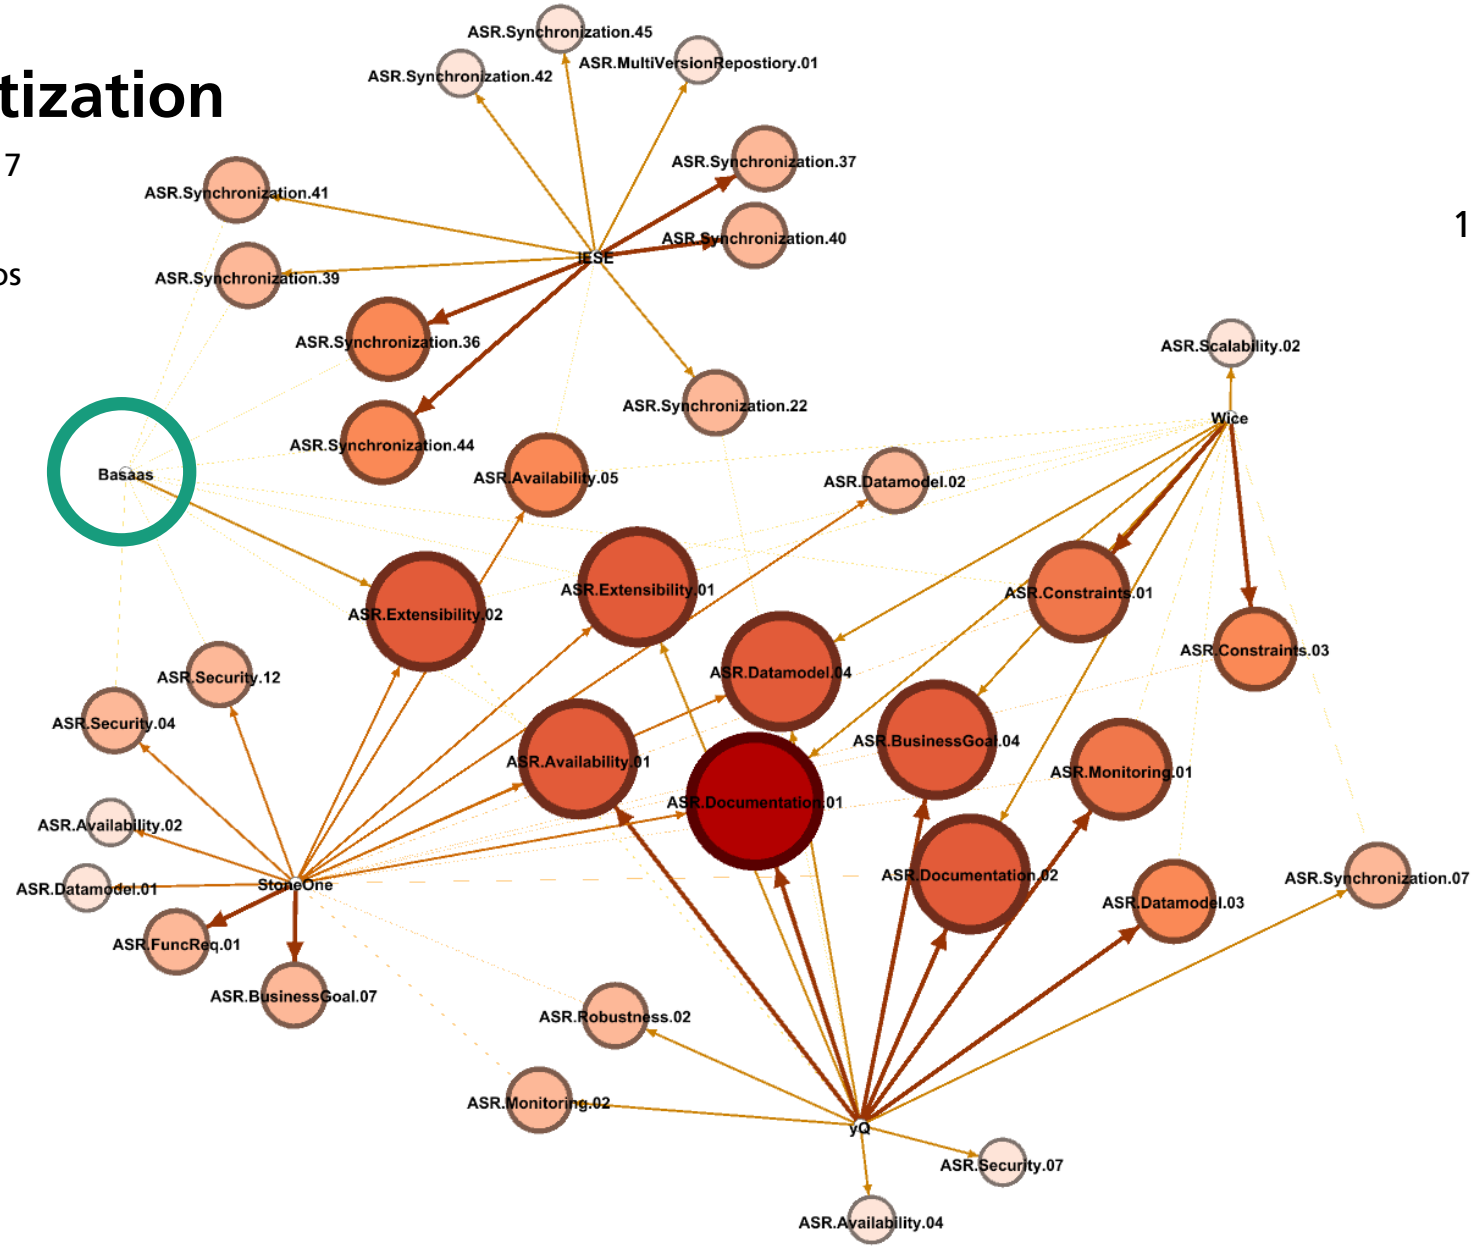 ASR.Synchronization.45
ASR.MultiVersionRepostiory.01
ASR.Synchronization.42
tization
7
ASR.Synchronization.37
ASR.Synchronization.41
1
ASR.Synchronization.40
IESE
os
ASR.Synchronization.39
ASR.Synchronization.36
ASR.Scalability.02
ASR.Synchronization.22
Wice
ASR.Synchronization.44
Basaas
ASR.Availability.05
ASR.Datamodel.02
ASR.Extensibility.01
ASR.Constraints.01
ASR.Extensibility.02
ASR.Constraints.03
ASR.Datamodel.04
ASR.Security.12
ASR.Security.04
ASR.BusinessGoal.04
ASR.Availability.01
ASR.Monitoring.01
ASR.Documentation.01
ASR.Availability.02
ASR.Documentation.02
ASR.Synchronization.07
StoneOne
ASR.Datamodel.01
ASR.Datamodel.03
ASR.FuncReq.01
ASR.BusinessGoal.07
ASR.Robustness.02
ASR.Monitoring.02
yQ
ASR.Security.07
ASR.Availability.04